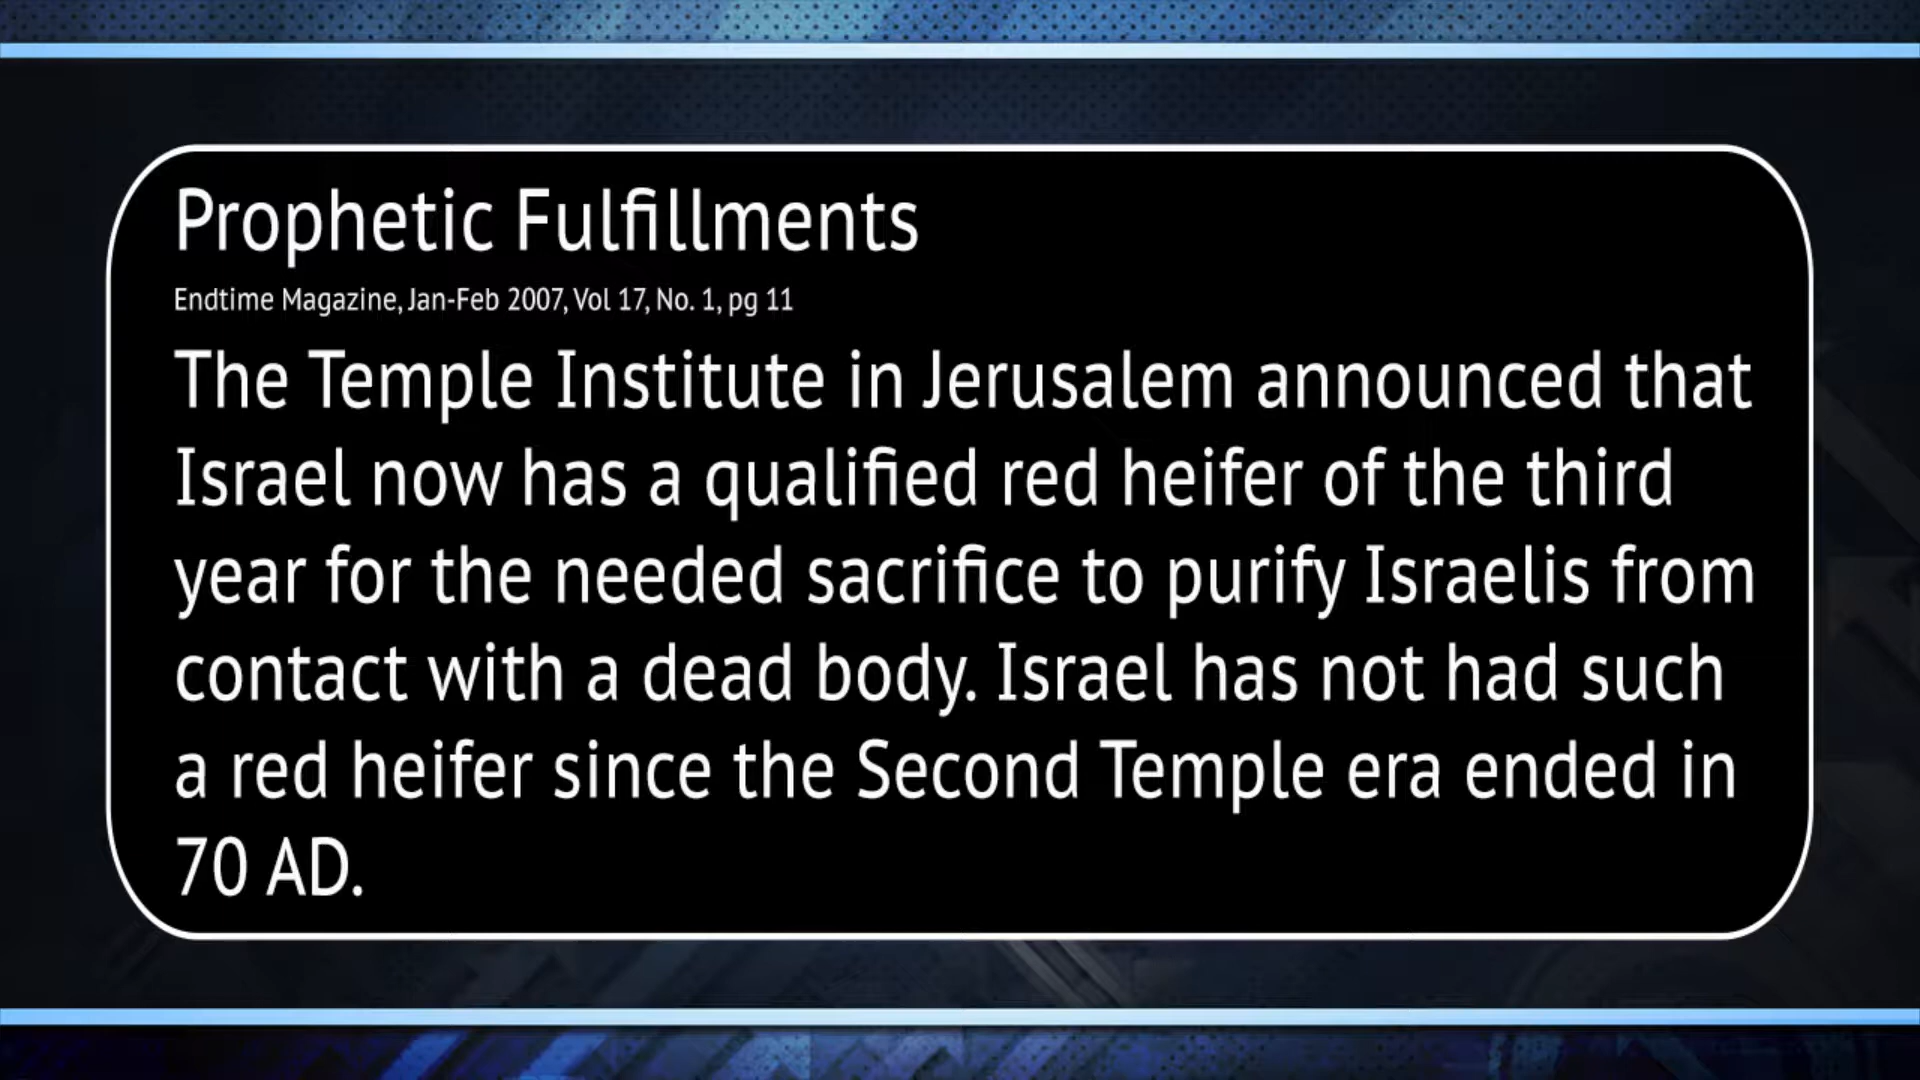 Prophetic Fulfillments
Endtime Magazine, Jan-Feb 2007, Vol 17, No. 1, pg 11
The Temple Institute in Jerusalem announced that
Israel now has a qualified red heifer of the third
year for the needed sacrifice to purify Israelis from
contact with a dead body. Israel has not had such
a red heifer since the Second Temple era ended in
70 AD.